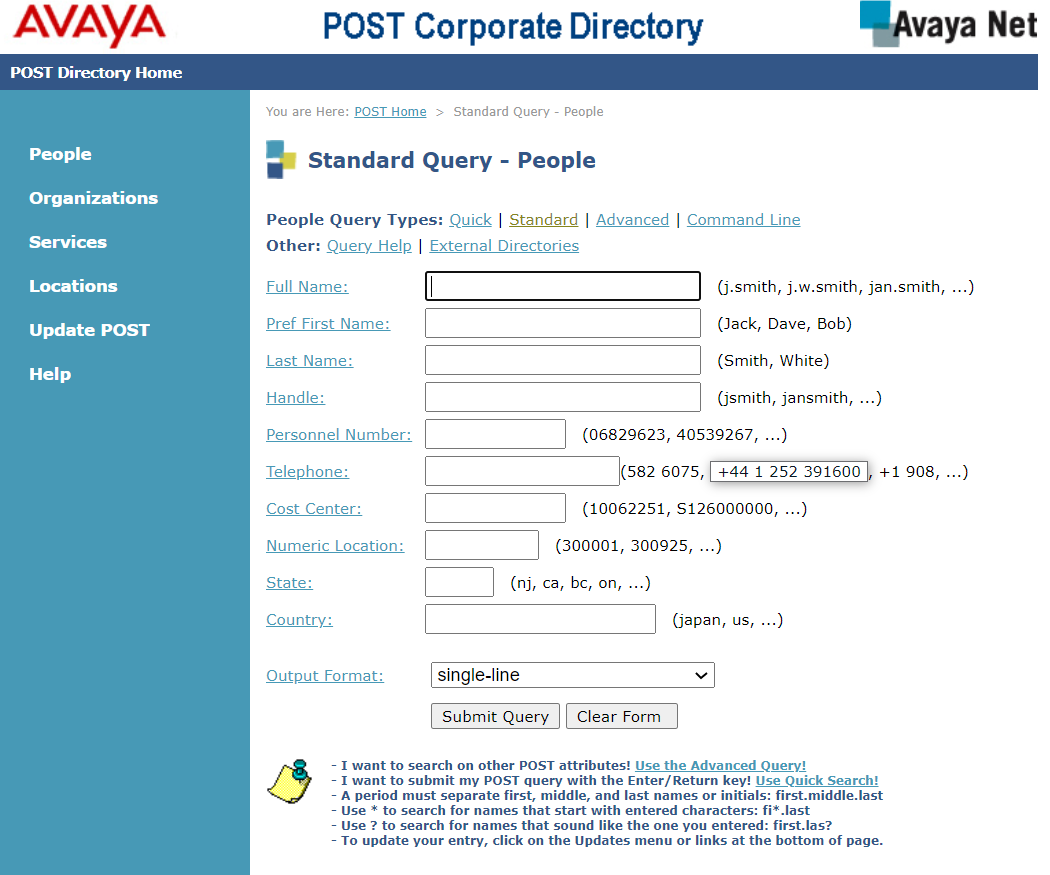 AVAYA POST Corporate Directory Avaya Net
POST Directory Home
People
Organizations
Services
Locations
Update POST
Help
You are Here: POST Home > Standard Query - People
Standard Query - People
People Query Types: Quick | Standard | Advanced | Command Line
Other: Query Help | External Directories
Full Name: (j.smith, j.w.smith, jan.smith, ...)
Pref First Name: (Jack, Dave, Bob)
Last Name: (Smith, White)
Handle: (jsmith, jansmith, ...)
Personnel Number: (06829623, 40539267, ...)
Telephone: (582 6075, +44 1 252 391600, +1 908, ...)
Cost Center: (10062251, S126000000, ...)
Numeric Location: (300001, 300925, ...)
State: (nj, ca, bc, on, ...)
Country: (japan, us, ...)
Output Format: single-line
Submit Query Clear Form
- I want to search on other POST attributes! Use the Advanced Query!
- I want to submit my POST query with the Enter/Return key! Use Quick Search!
- A period must separate first, middle, and last names or initials: first.middle.last
- Use * to search for names that start with entered characters: fi*.last
- Use ? to search for names that sound like the one you entered: first.las?
- To update your entry, click on the Updates menu or links at the bottom of page.